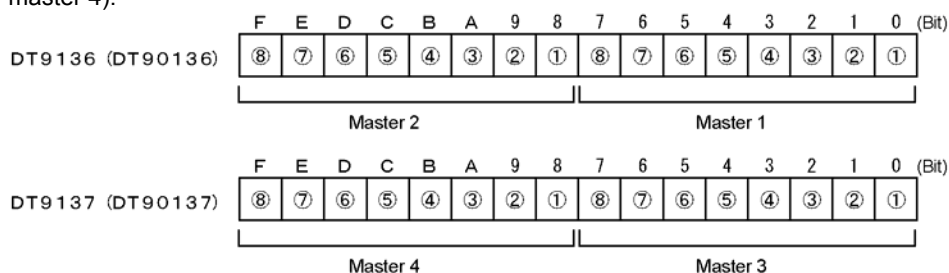 master 4).
F E D C B A 9 8 7 6 5 4 3 2 1 0 (Bit)
DT9136 (DT90136) ⑧ ⑦ ⑥ ⑤ ④ ③ ② ① ⑧ ⑦ ⑥ ⑤ ④ ③ ② ①
Master 2 Master 1
F E D C B A 9 8 7 6 5 4 3 2 1 0 (Bit)
DT9137 (DT90137) ⑧ ⑦ ⑥ ⑤ ④ ③ ② ① ⑧ ⑦ ⑥ ⑤ ④ ③ ② ①
Master 4 Master 3